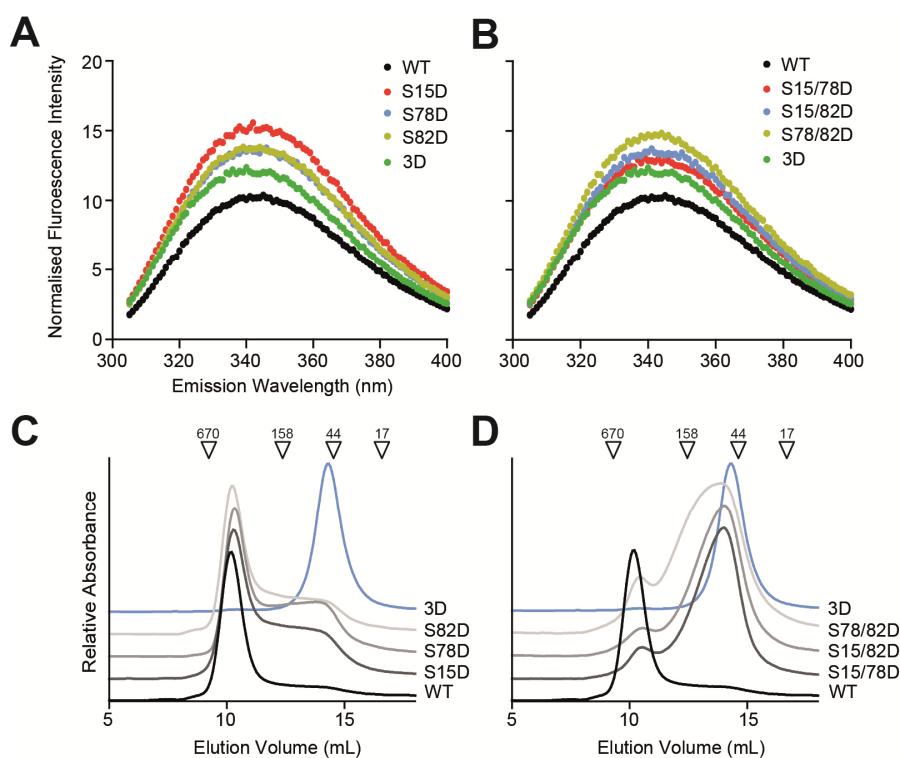 A
B
Normalised Fluroescence Intensity
20
15
10
5
0
WT
S15D
S78D
S82D
3D
WT
S15/78D
S15/82D
S78/82D
3D
300 320 340 360 380 400
300 320 340 360 380 400
Emission Wavelength (nm)
C
D
670 158 44 17
670 158 44 17
Relative Absorbance
3D
S82D
S78D
S15D
WT
3D
S78/82D
S15/82D
S15/78D
WT
5 10 15
5 10 15
Elution Volume (mL)
Elution Volume (mL)